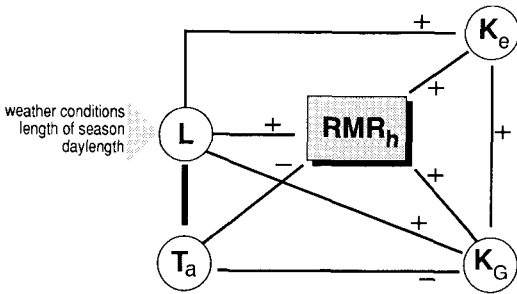 +
Ke
weather conditions
length of season
daylength
L
+
RMRh
+
+
−
+
+
Ta
−
KG